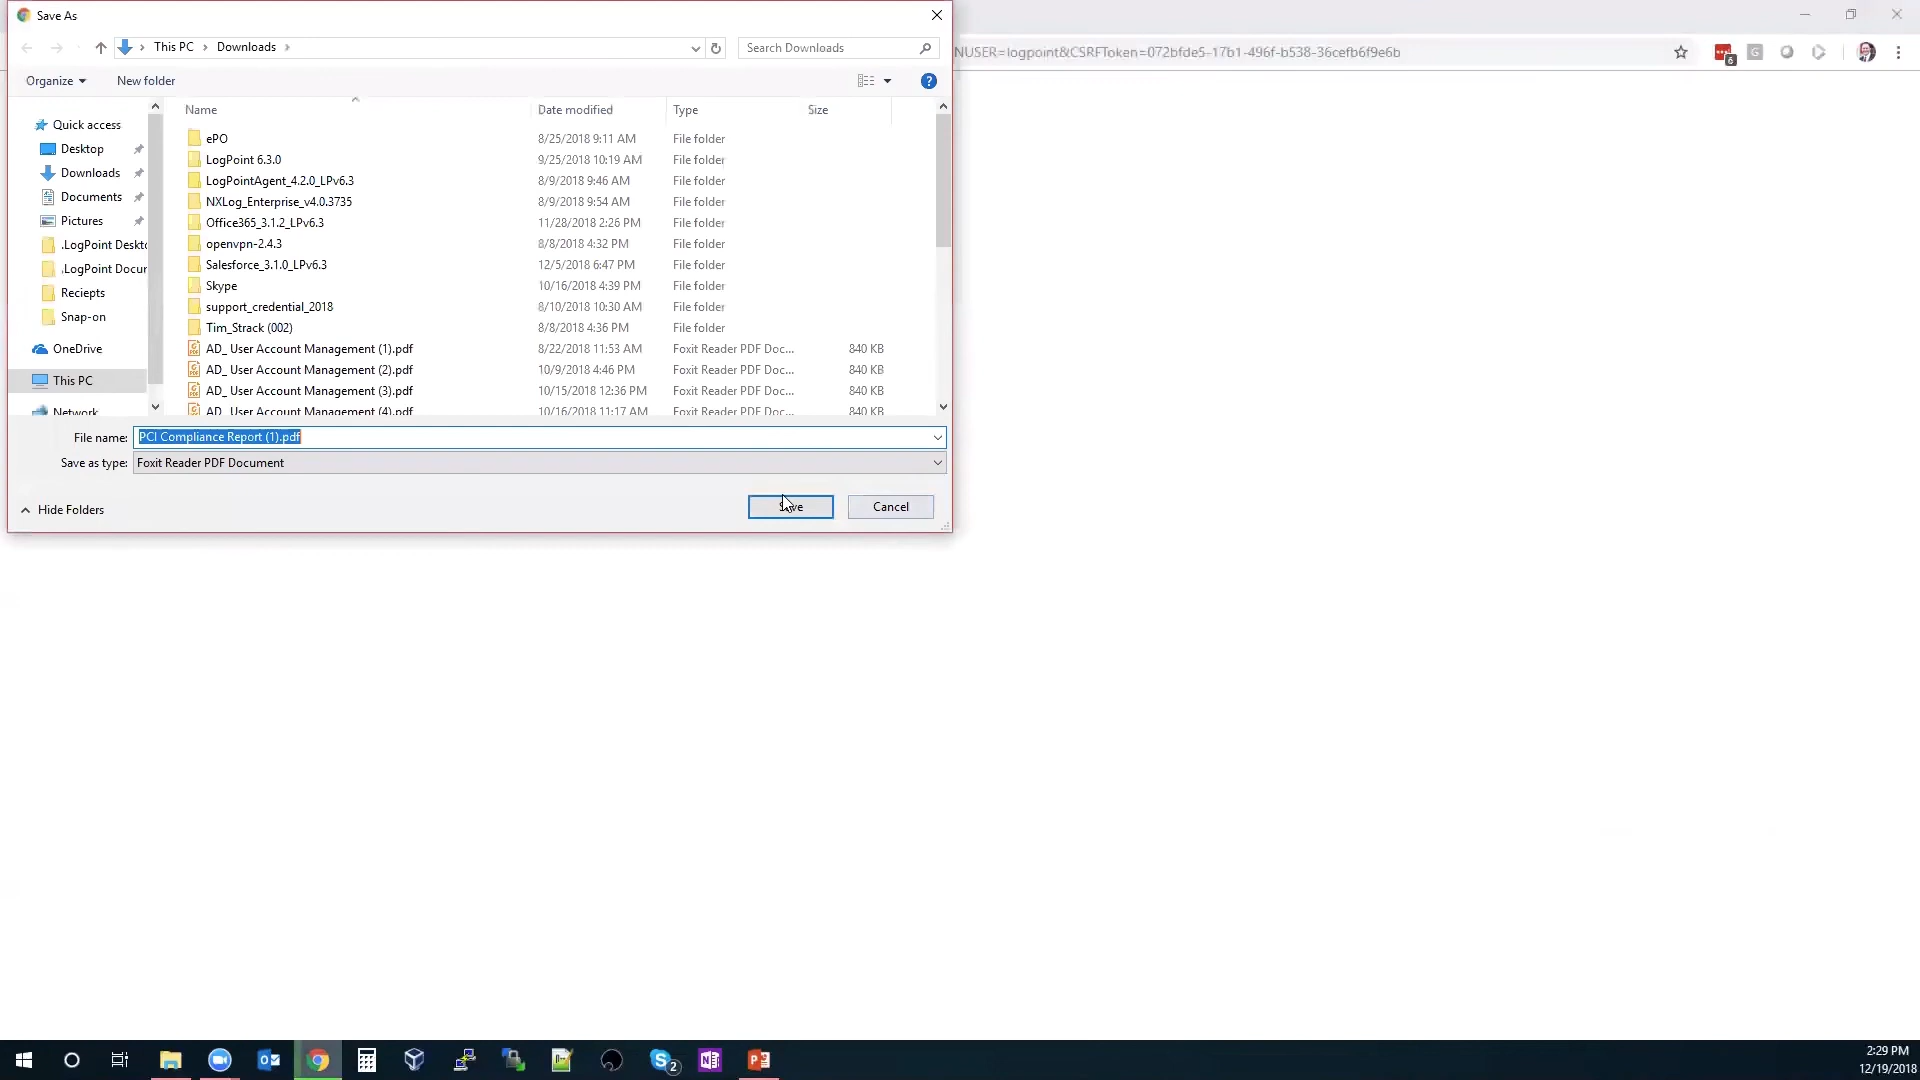 Save As
This PC
Downloads
Search Downloads
NUSER=logpoint&CSRFToken=072bfde5-17b1-496f-b538-36cefb6f9e6b
6
G
Organize
New folder
?
Name Date modified Type Size
Quick access
Desktop
Downloads
Documents
Pictures
.LogPoint Deskto
.LogPoint Docur
Reciepts
Snap-on
OneDrive
This PC
Network
ePO 8/25/2018 9:11 AM File folder
LogPoint 6.3.0 9/25/2018 10:19 AM File folder
LogPointAgent_4.2.0_LPv6.3 8/9/2018 9:46 AM File folder
NXLog_Enterprise_v4.0.3735 8/9/2018 9:54 AM File folder
Office365_3.1.2_LPv6.3 11/28/2018 2:26 PM File folder
openvpn-2.4.3 8/8/2018 4:32 PM File folder
Salesforce_3.1.0_LPv6.3 12/5/2018 6:47 PM File folder
Skype 10/16/2018 4:39 PM File folder
support_credential_2018 8/10/2018 10:30 AM File folder
Tim_Strack (002) 8/8/2018 4:36 PM File folder
AD_ User Account Management (1).pdf 8/22/2018 11:53 AM Foxit Reader PDF Doc... 840 KB
AD_ User Account Management (2).pdf 10/9/2018 4:46 PM Foxit Reader PDF Doc... 840 KB
AD_ User Account Management (3).pdf 10/15/2018 12:36 PM Foxit Reader PDF Doc... 840 KB
AD_ User Account Management (4).pdf 10/16/2018 11:17 AM Foxit Reader PDF Doc... 840 KB
File name: PCI Compliance Report (1).pdf
Save as type: Foxit Reader PDF Document
Hide Folders
Save
Cancel
2
2:29 PM
12/19/2018